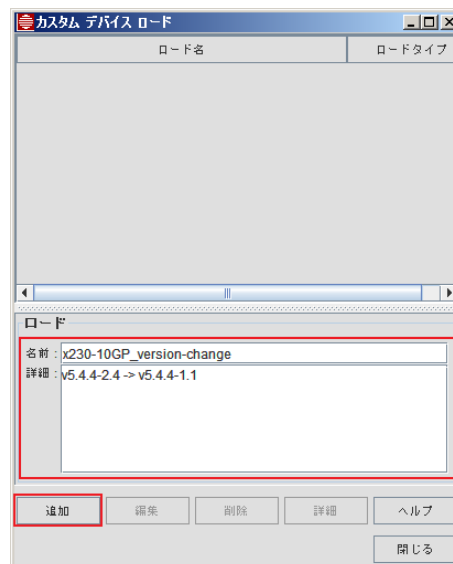 カスタム デバイス ロード
ロード名 ロードタイプ
ロード
名前 : x230-10GP_version-change
詳細 : v5.4.4-2.4 -> v5.4.4-1.1
追加 編集 削除 詳細 ヘルプ
閉じる